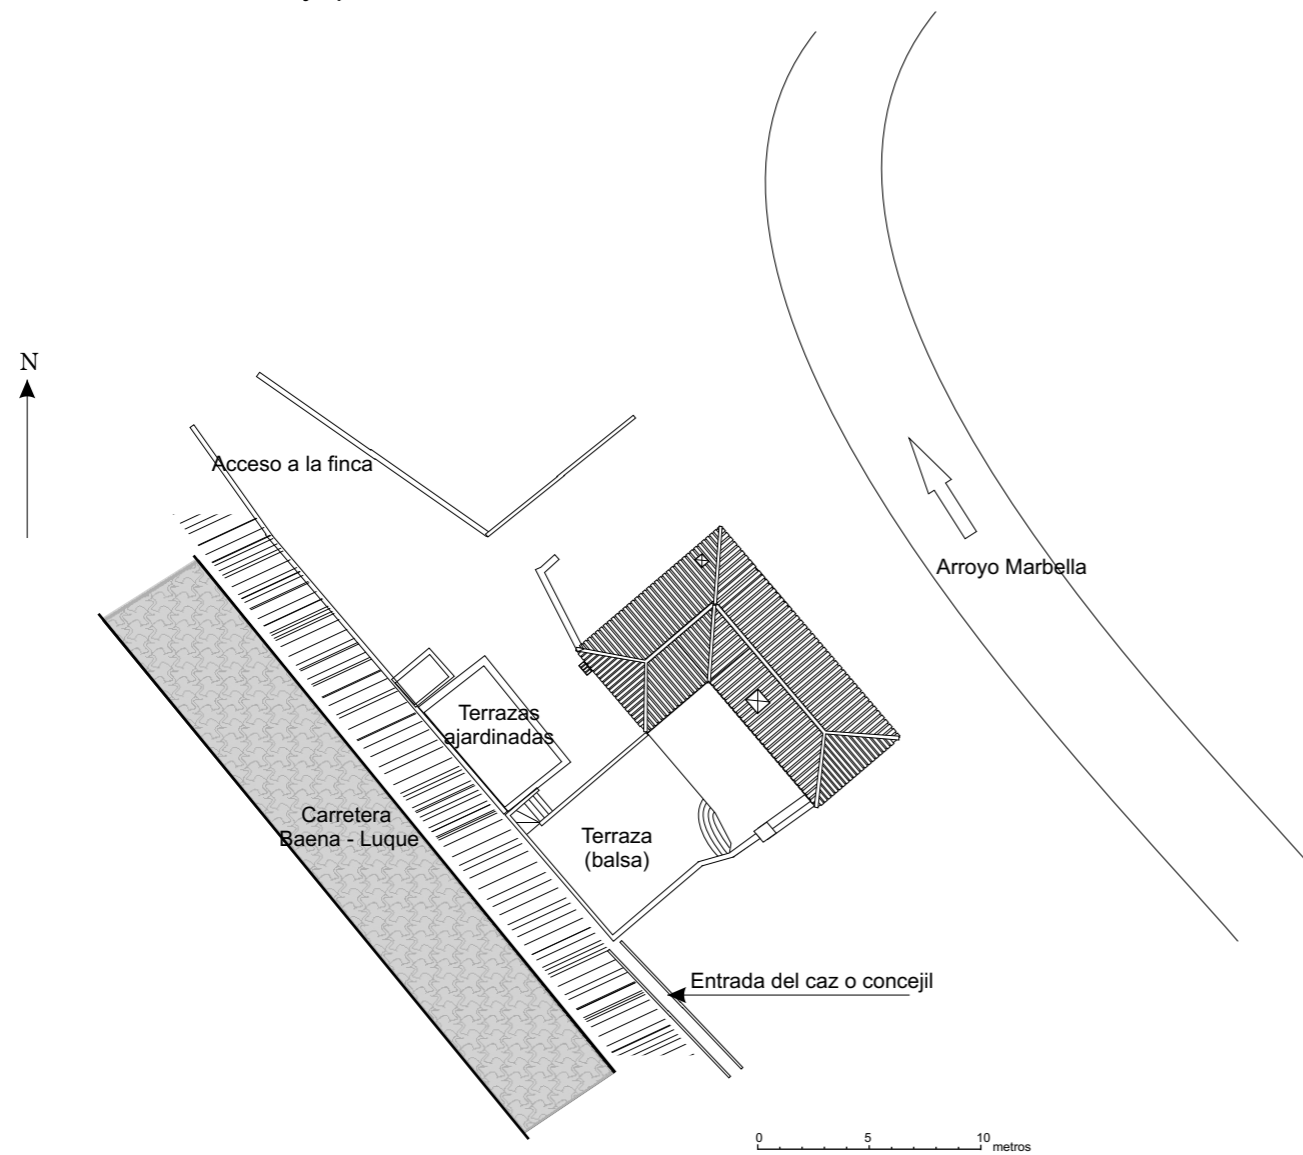 N
Acceso a la finca
Arroyo Marbella
Terrazas
ajardinadas
Carretera
Baena - Luque
Terraza
(balsa)
Entrada del caz o concejil
0 5 10
metros